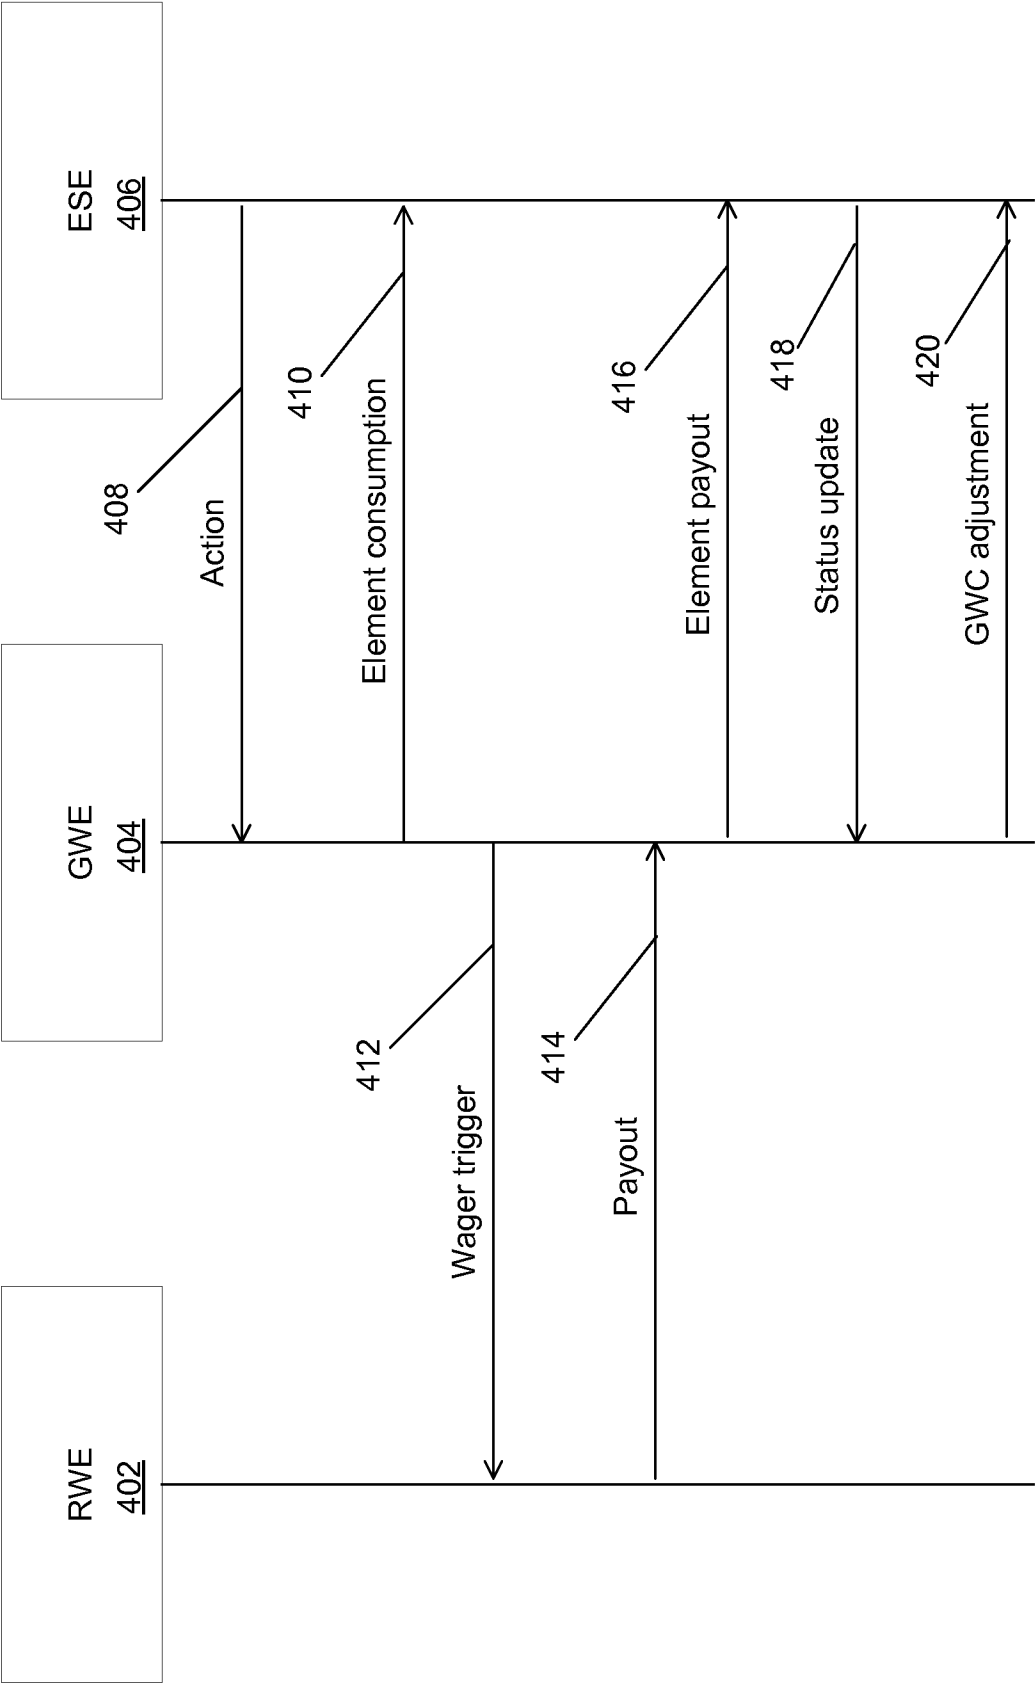 RWE
402
GWE
404
ESE
406
408
Action
410
Element consumption
412
Wager trigger
414
Payout
416
Element payout
418
Status update
420
GWC adjustment